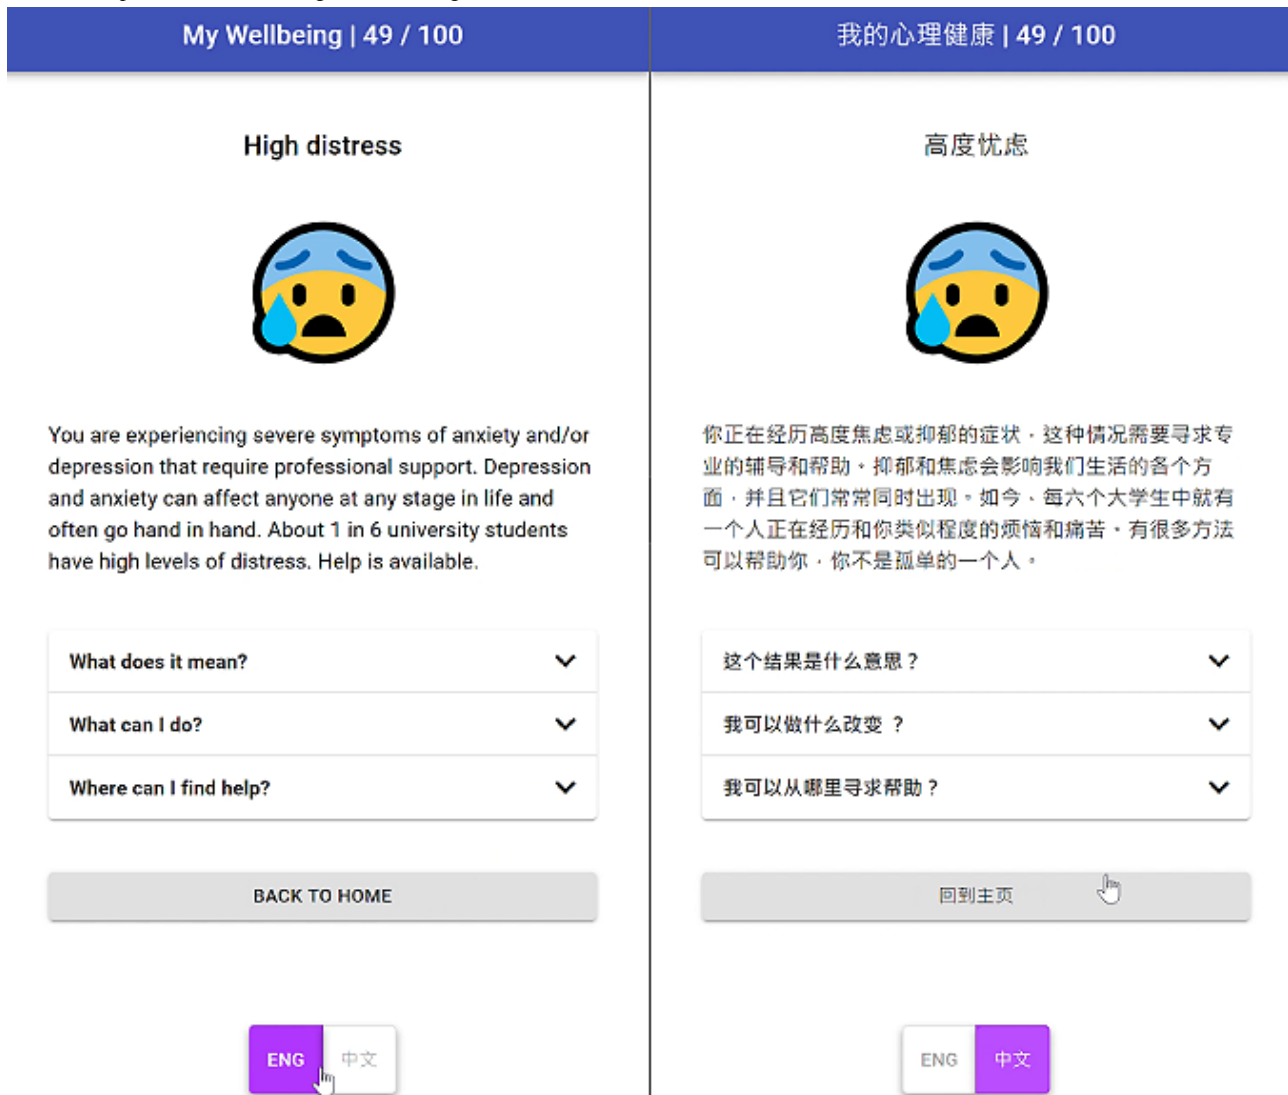 My Wellbeing | 49 / 100
High distress
You are experiencing severe symptoms of anxiety and/or
depression that require professional support. Depression
and anxiety can affect anyone at any stage in life and
often go hand in hand. About 1 in 6 university students
have high levels of distress. Help is available.
What does it mean?
What can I do?
Where can I find help?
BACK TO HOME
ENG 中文
我的心理健康 | 49 / 100
高度忧虑
你正在经历高度焦虑或抑郁的症状，这种情况需要寻求专
业的辅导和帮助。抑郁和焦虑会影响我们生活的各个方
面，并且它们常常同时出现。如今、每六个大学生中就有
一个人正在经历和你类似程度的烦恼和痛苦。有很多方法
可以帮助你，你不是孤单的一个人。
这个结果是什么意思？
我可以做什么改变 ？
我可以从哪里寻求帮助？
回到主页
ENG 中文